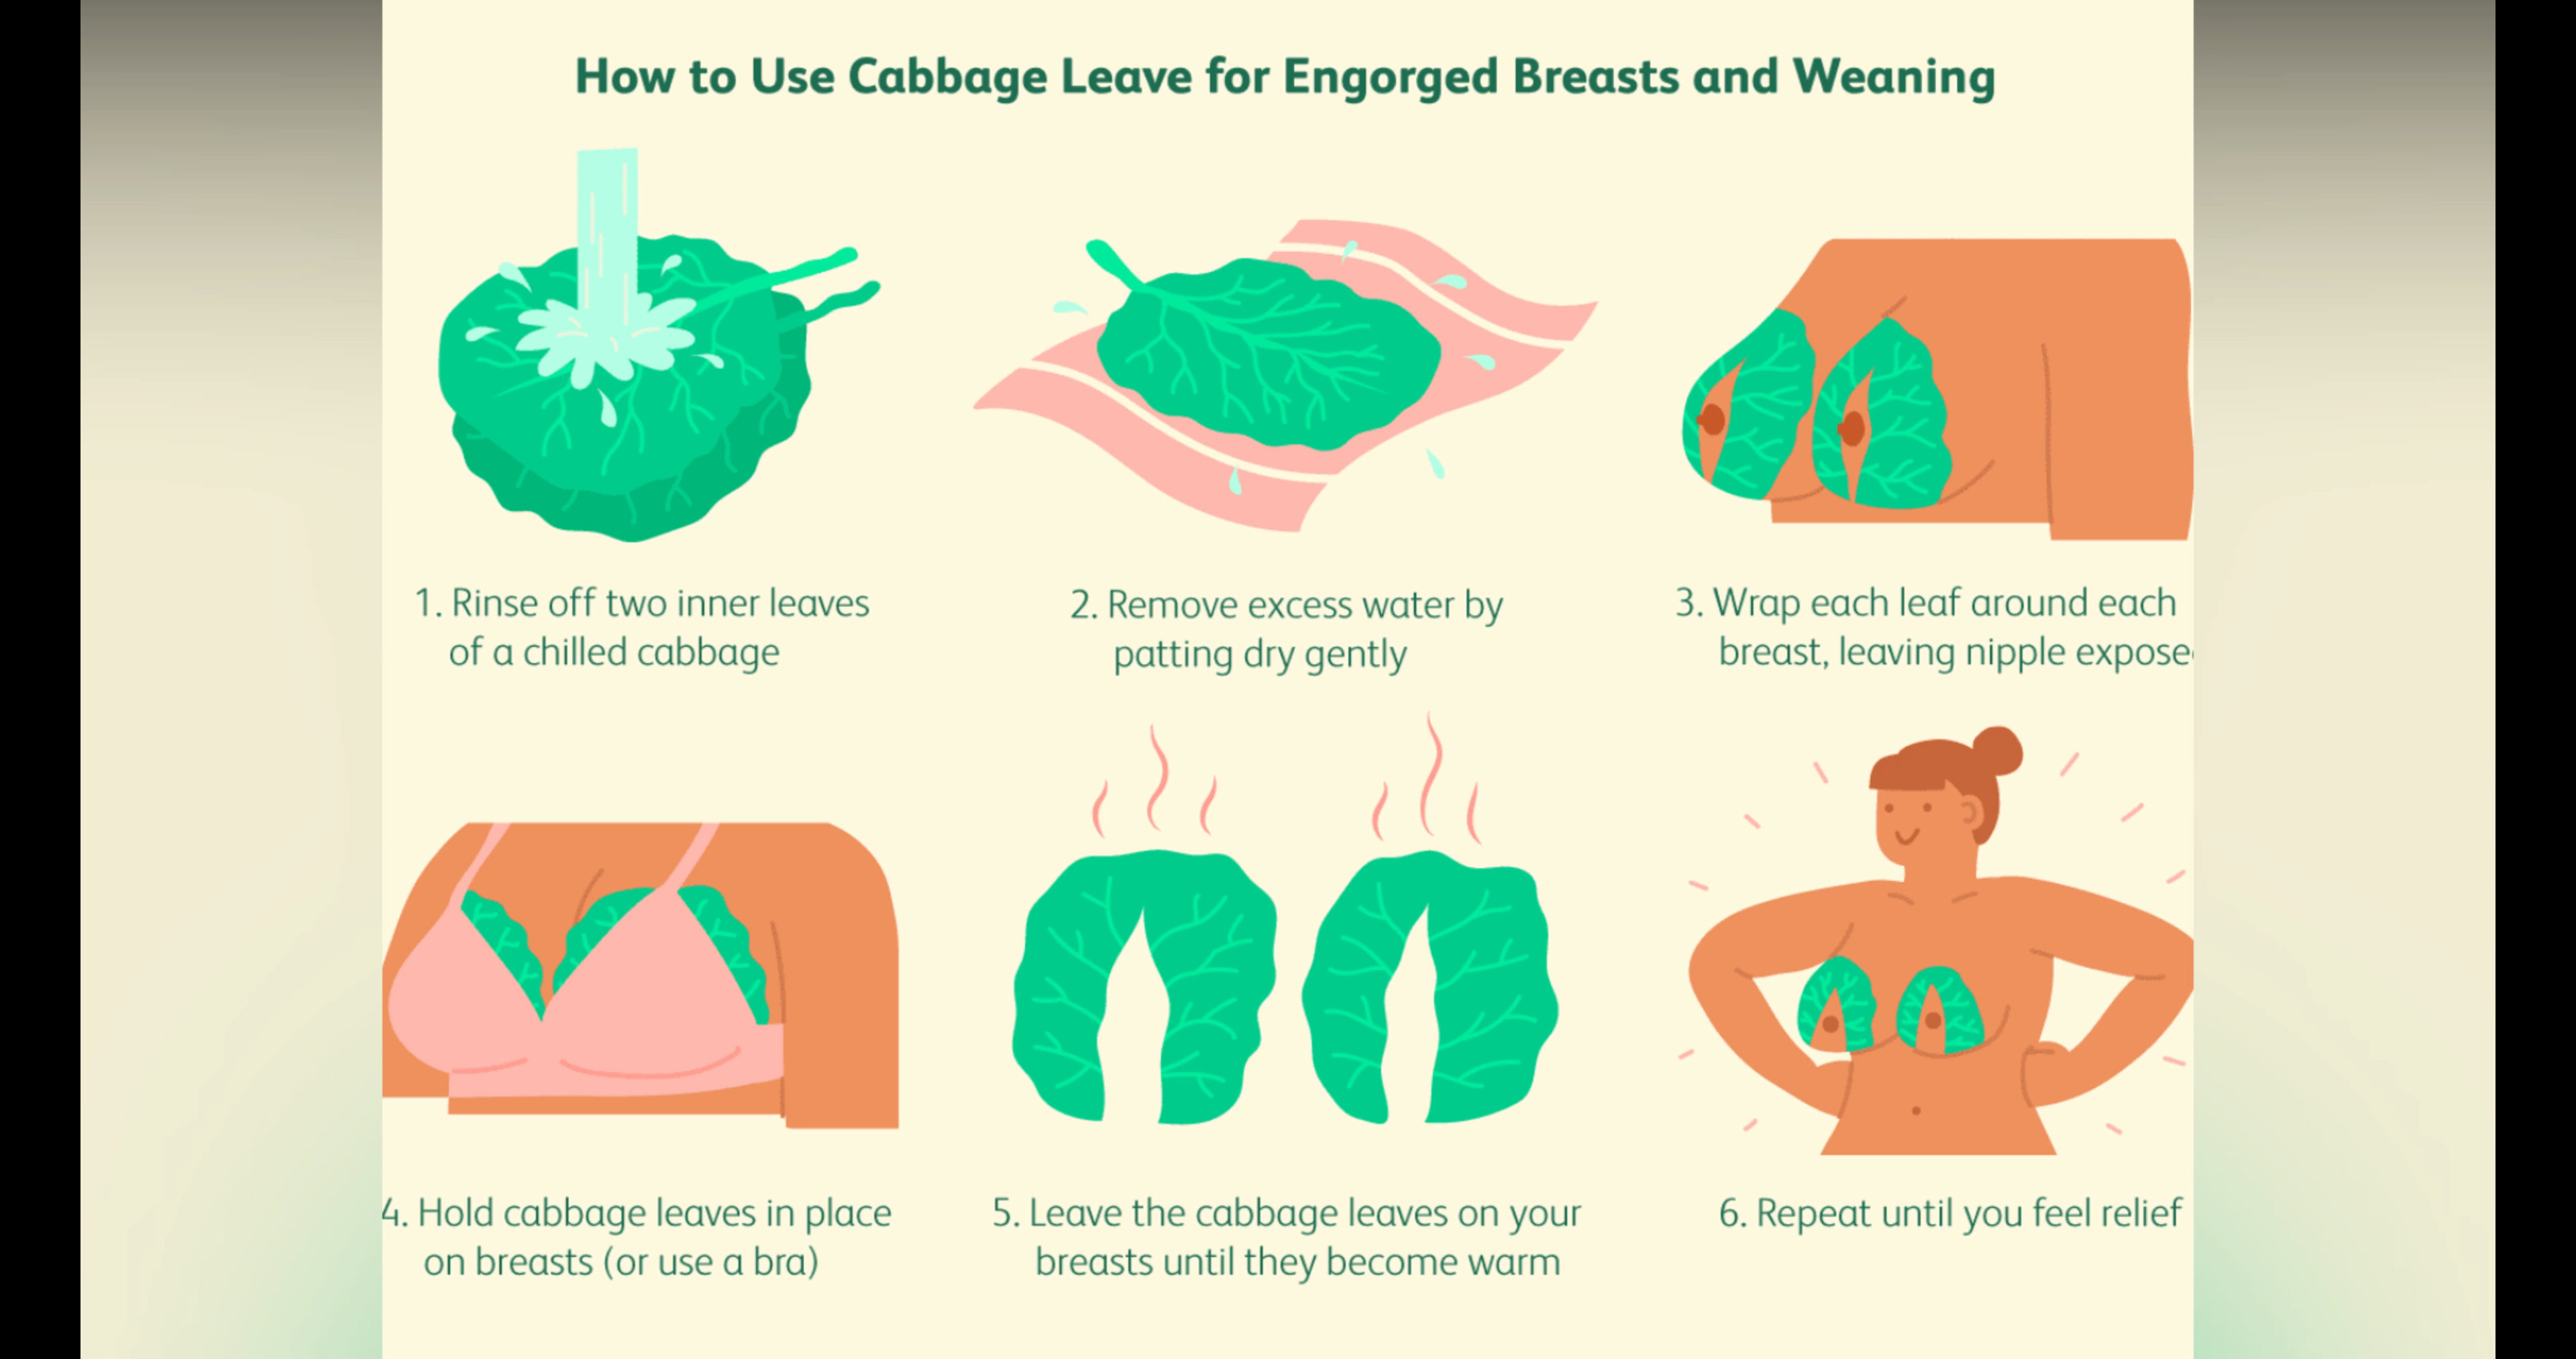 How to Use Cabbage Leave for Engorged Breasts and Weaning
1. Rinse off two inner leaves
of a chilled cabbage
2. Remove excess water by
patting dry gently
3. Wrap each leaf around each
breast, leaving nipple expose
4. Hold cabbage leaves in place
on breasts (or use a bra)
5. Leave the cabbage leaves on your
breasts until they become warm
6. Repeat until you feel relief